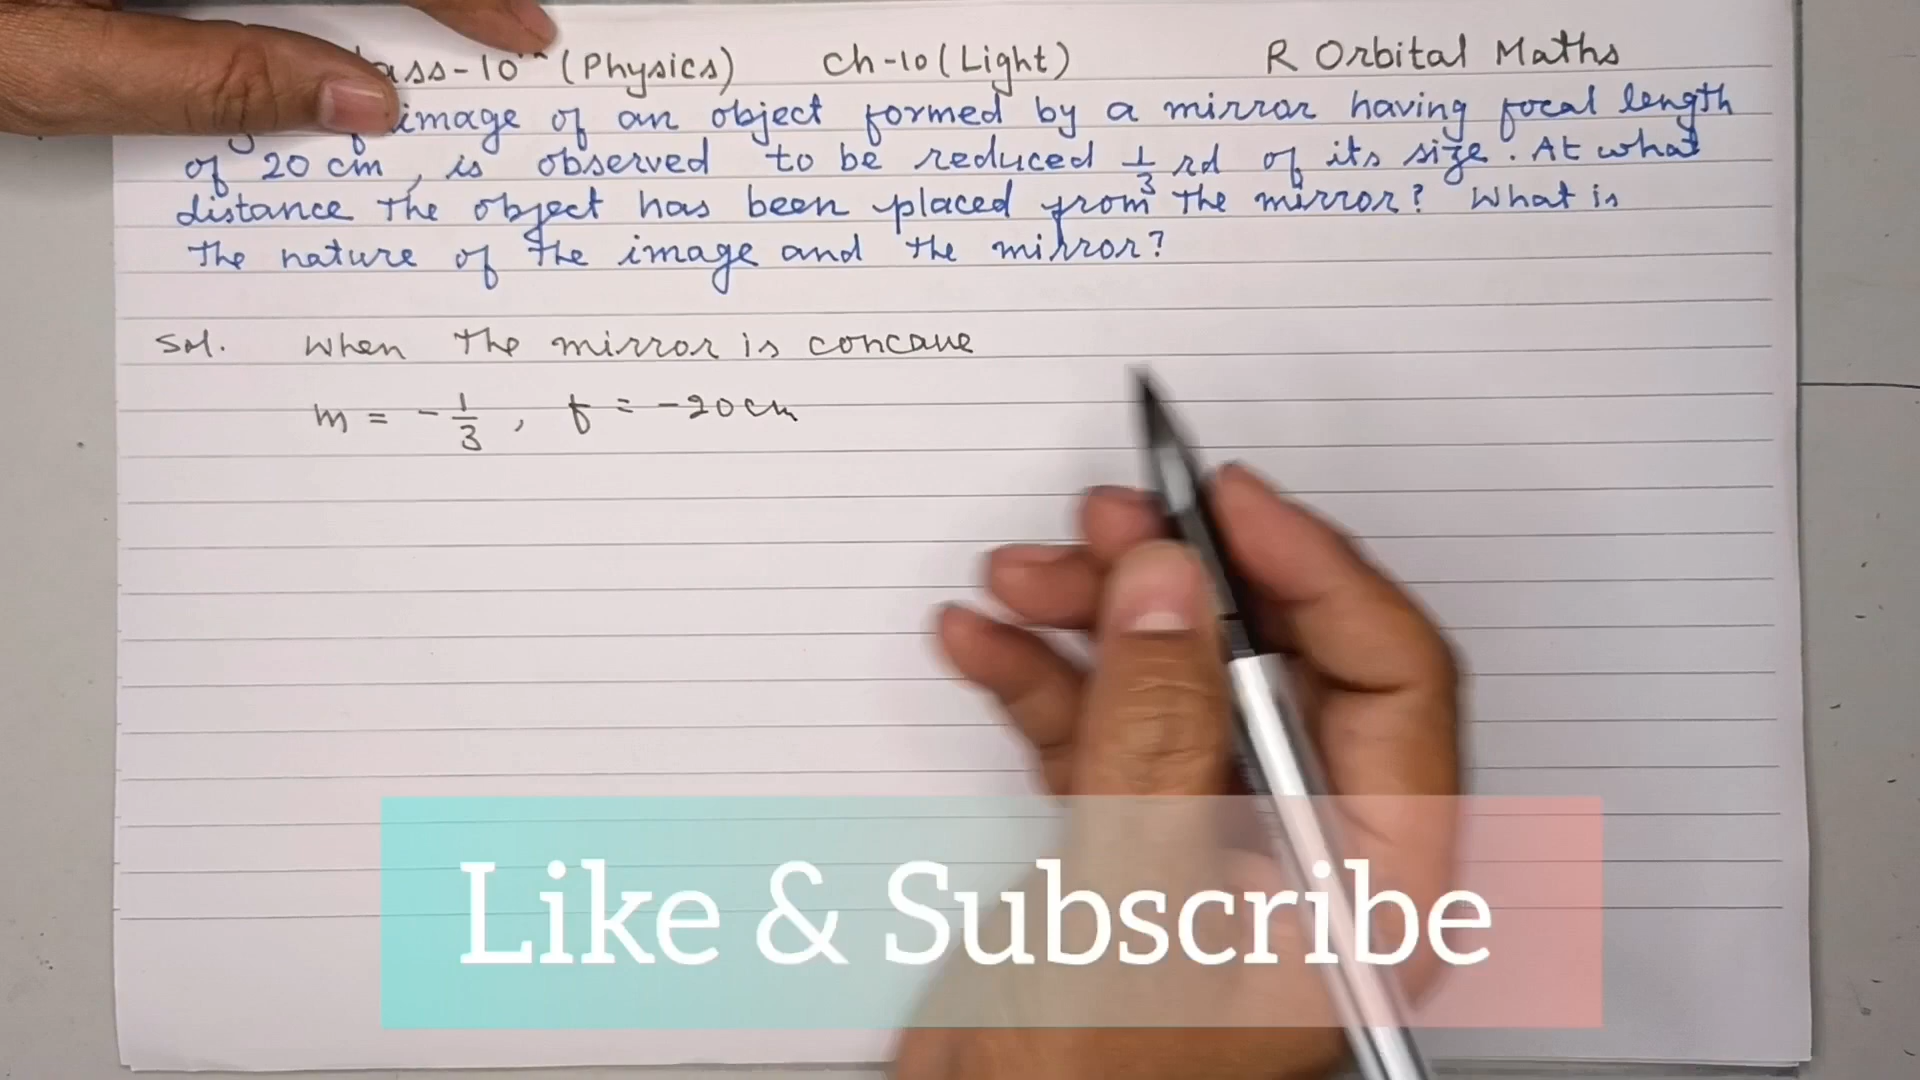 ass-10 (Physics) Ch-10 (Light) R Orbital Maths
image of an object formed by a mirror having focal length
of 20 cm, is observed to be reduced 1/3 rd of its size. At what
distance the object has been placed from the mirror? What is
the nature of the image and the mirror?
Sol. When the mirror is concave
m = -1/3, f = -20cm
Like & Subscribe